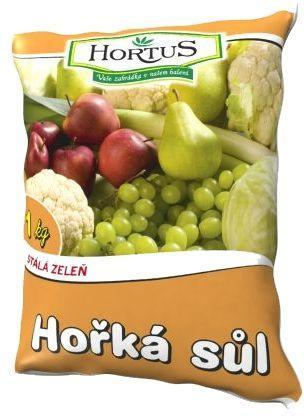 HORTUS
Vaše zahrádka v našem balení
1 kg
STÁLÁ ZELEŇ
Hořká sůl